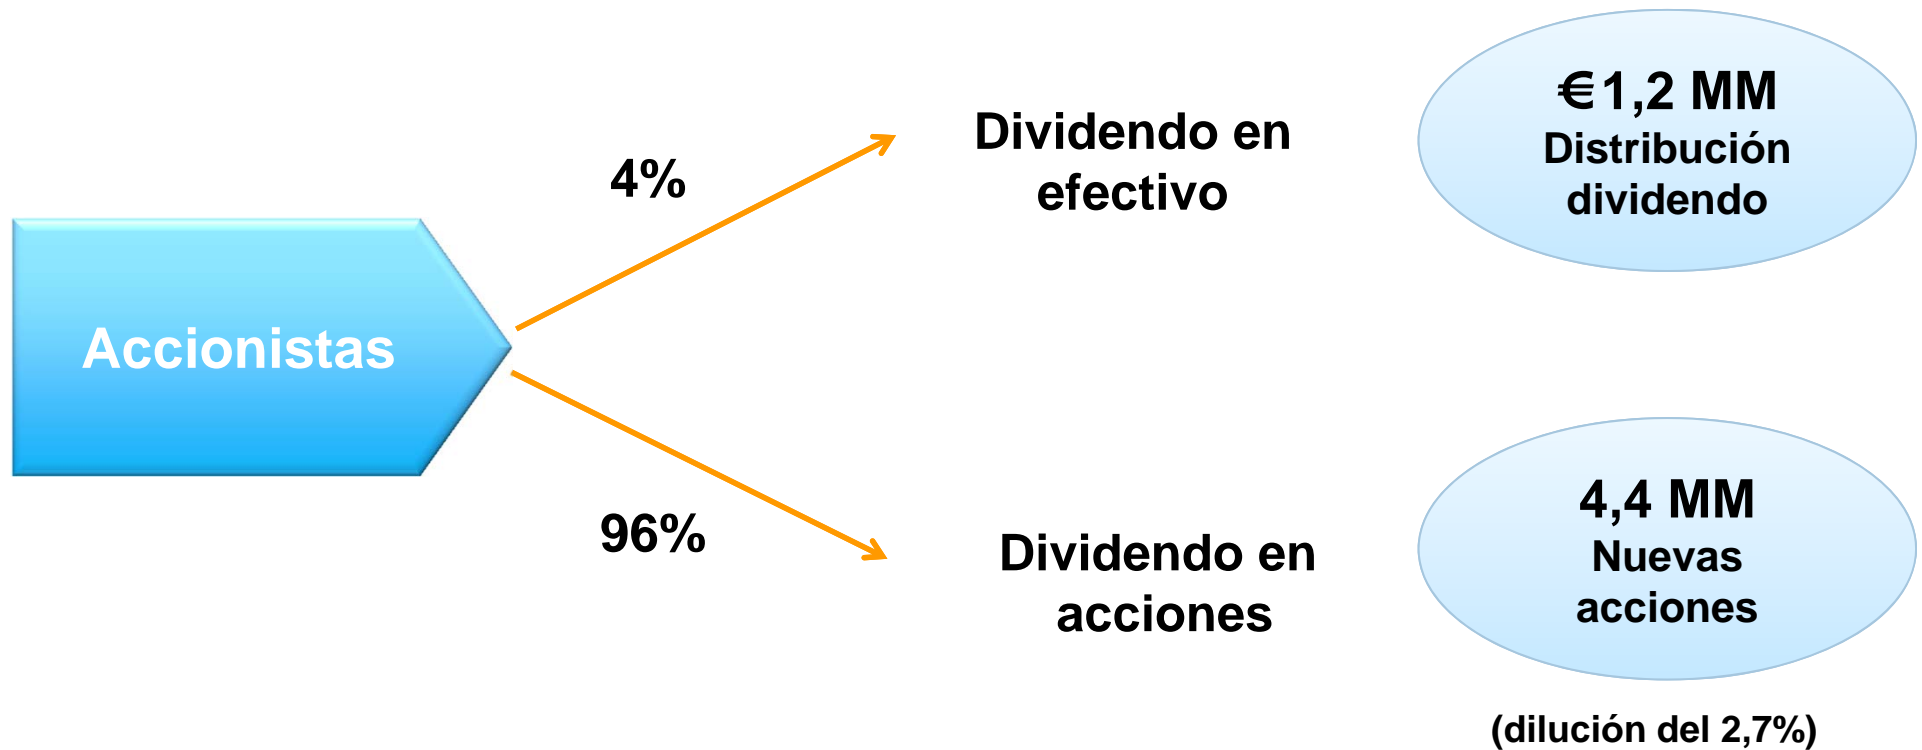 Accionistas
4%
Dividendo en
efectivo
€1,2 MM
Distribución
dividendo
96%
Dividendo en
acciones
4,4 MM
Nuevas
acciones
(dilución del 2,7%)